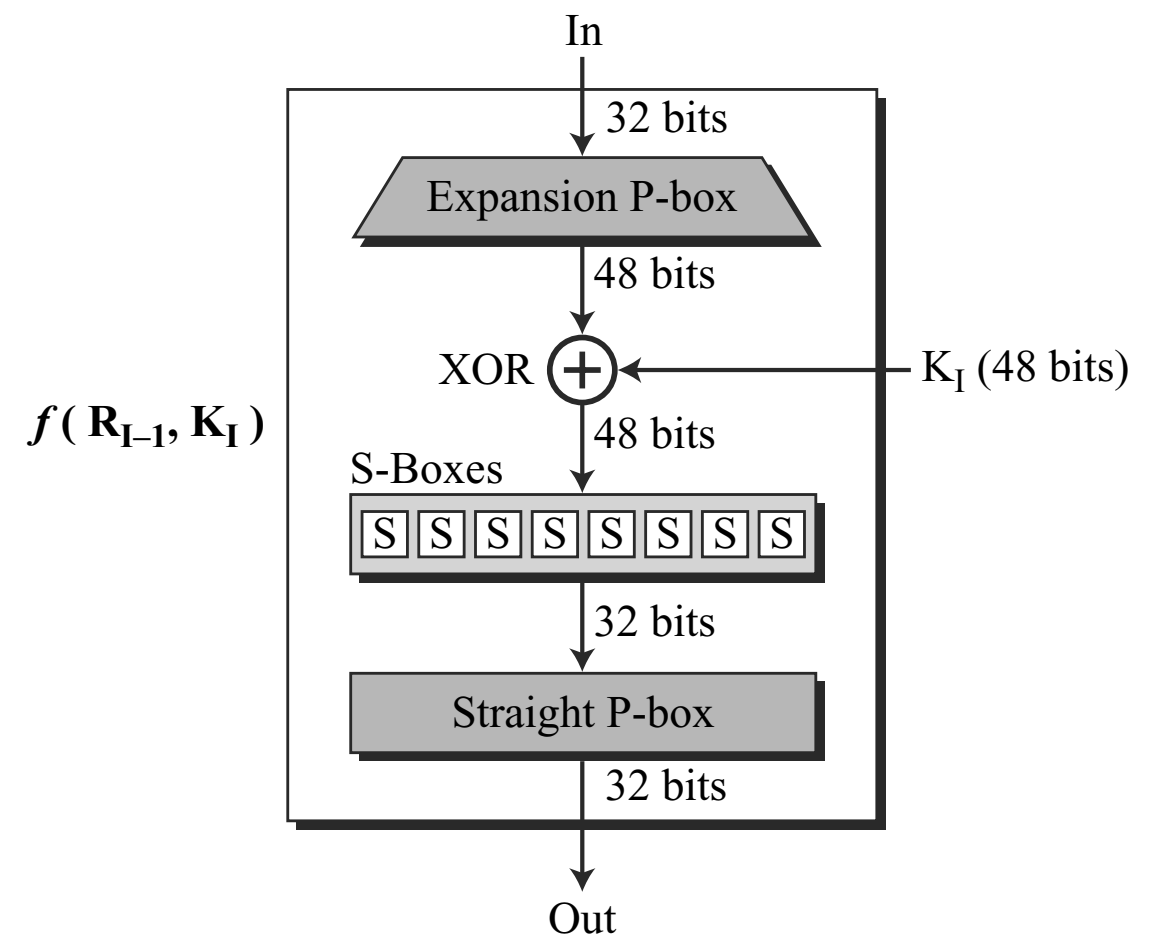 In
32 bits
Expansion P-box
48 bits
XOR + K_I (48 bits)
f ( R_I–1, K_I )
48 bits
S-Boxes
S S S S S S S S
32 bits
Straight P-box
32 bits
Out